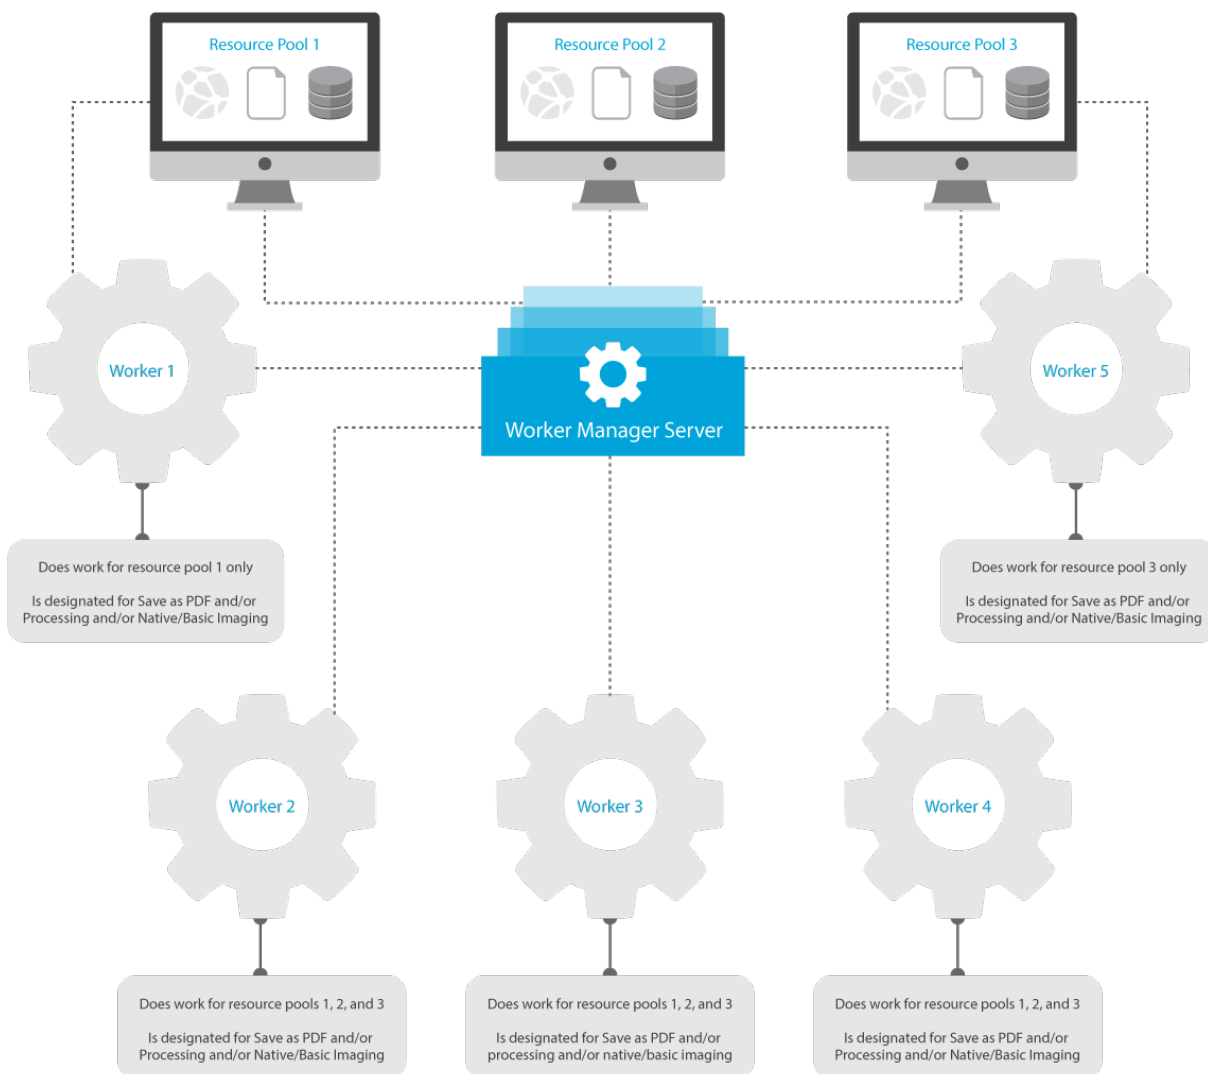 Resource Pool 1
Resource Pool 2
Resource Pool 3
Worker 1
Worker Manager Server
Worker 5
Does work for resource pool 1 only
Is designated for Save as PDF and/or
Processing and/or Native/Basic Imaging
Does work for resource pool 3 only
Is designated for Save as PDF and/or
Processing and/or Native/Basic Imaging
Worker 2
Worker 3
Worker 4
Does work for resource pools 1, 2, and 3
Is designated for Save as PDF and/or
Processing and/or Native/Basic Imaging
Does work for resource pools 1, 2, and 3
Is designated for Save as PDF and/or
processing and/or native/basic imaging
Does work for resource pools 1, 2, and 3
Is designated for Save as PDF and/or
Processing and/or Native/Basic Imaging